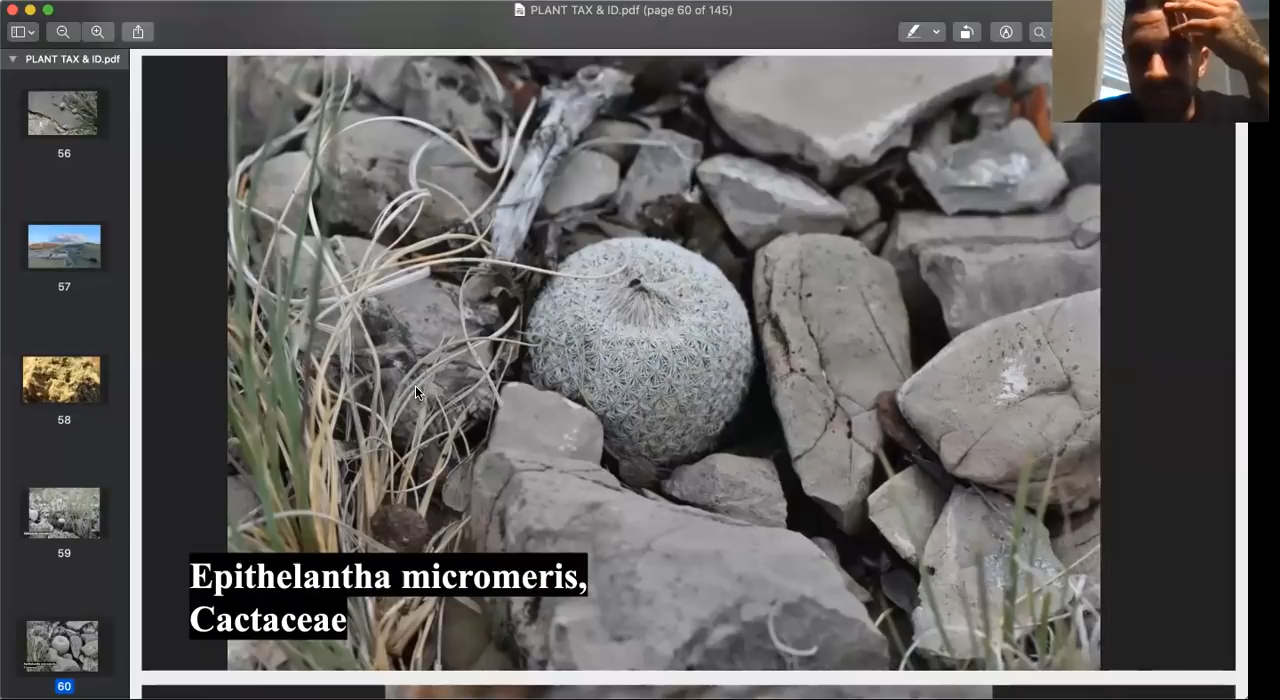 PLANT TAX & ID.pdf (page 60 of 145)
PLANT TAX & ID.pdf
56
57
58
59
60
Epithelantha micromeris,
Cactaceae